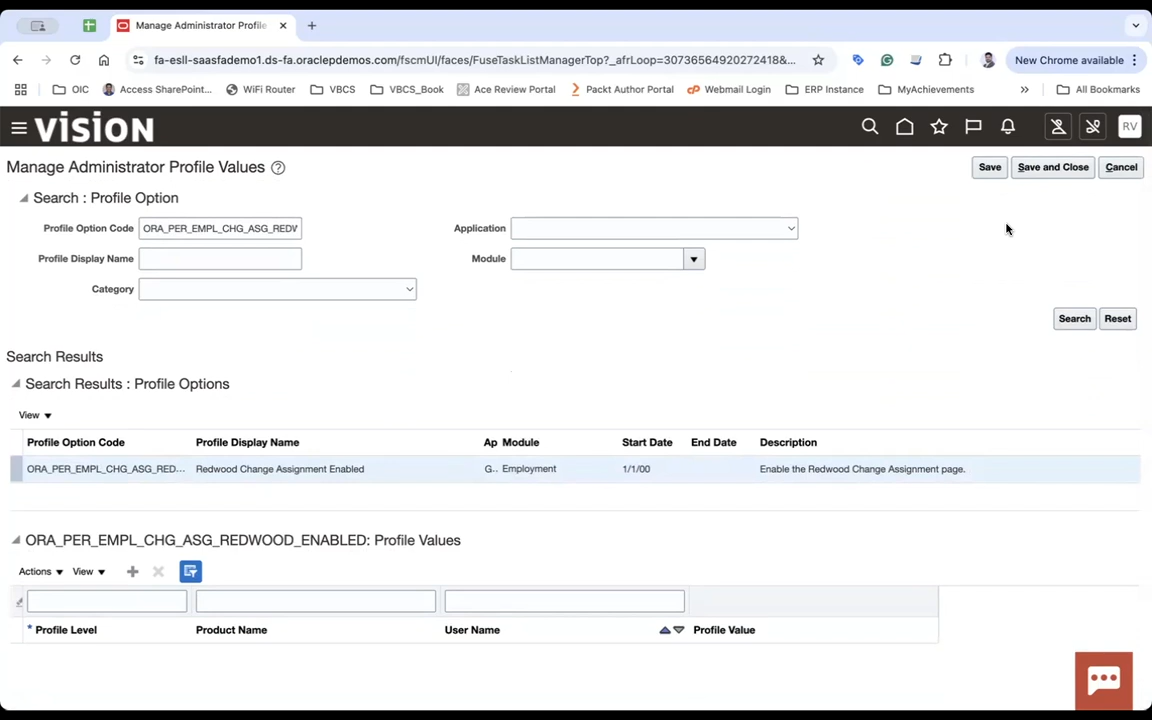 Manage Administrator Profile
fa-esll-saasfademo1.ds-fa.oraclepdemos.com/fscmUI/faces/FuseTaskListManagerTop?_afrLoop=30736564920272418&...
New Chrome available
OIC
Access SharePoint...
WiFi Router
VBCS
VBCS_Book
Ace Review Portal
Packt Author Portal
Webmail Login
ERP Instance
MyAchievements
All Bookmarks
VISION
RV
Manage Administrator Profile Values
Save
Save and Close
Cancel
Search : Profile Option
Profile Option Code
ORA_PER_EMPL_CHG_ASG_REDW
Application
Profile Display Name
Module
Category
Search
Reset
Search Results
Search Results : Profile Options
View
Profile Option Code
Profile Display Name
Ap
Module
Start Date
End Date
Description
ORA_PER_EMPL_CHG_ASG_RED...
Redwood Change Assignment Enabled
G..
Employment
1/1/00
Enable the Redwood Change Assignment page.
ORA_PER_EMPL_CHG_ASG_REDWOOD_ENABLED: Profile Values
Actions
View
* Profile Level
Product Name
User Name
Profile Value